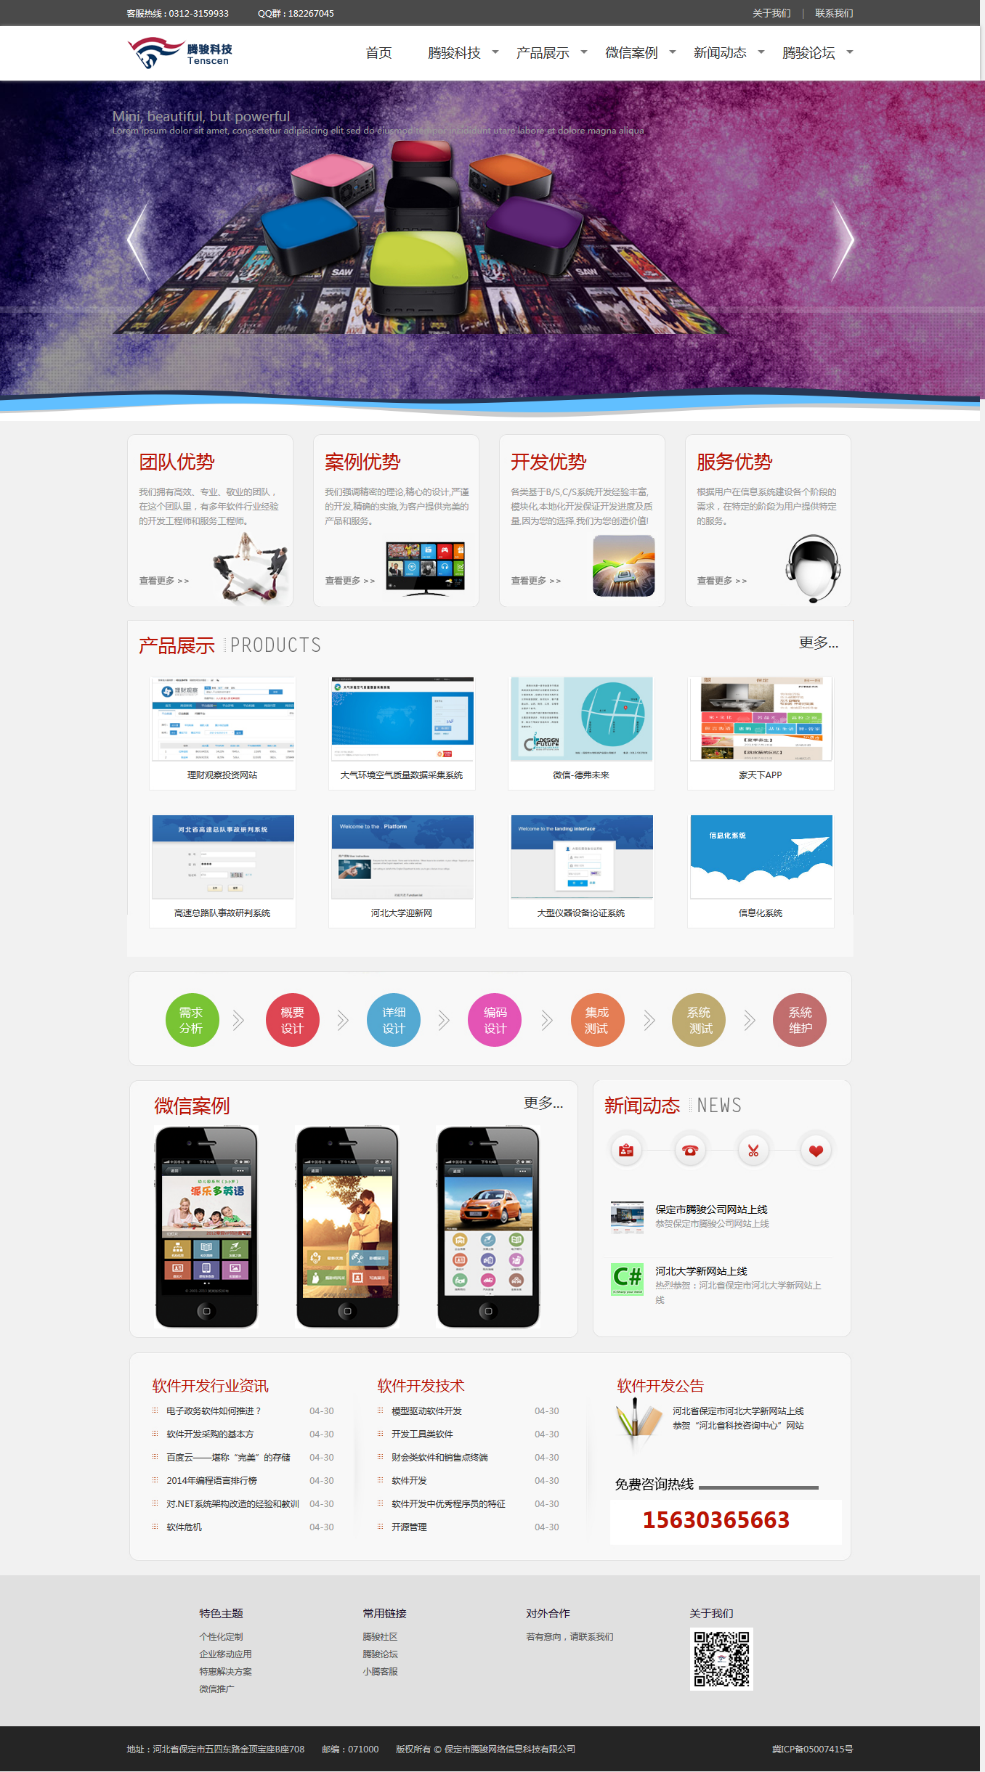 客服热线 : 0312-3159933 QQ群 : 182267045 关于我们 | 联系我们
腾骏科技
Tenscen
首页 腾骏科技 产品展示 微信案例 新闻动态 腾骏论坛
Mini, beautiful, but powerful
Lorem ipsum dolor sit amet, consectetur adipisicing elit sed do eiusmod tempor incididunt utare labore et dolore magna aliqua
团队优势
我们拥有高效、专业、敬业的团队，
在这个团队里，有多年软件行业经验
的开发工程师和服务工程师。
查看更多 > >
案例优势
我们强调精密的理论,精心的设计,严谨
的开发,精确的实施,为客户提供完美的
产品和服务。
查看更多 > >
开发优势
各类基于B/S,C/S系统开发经验丰富,
模块化,本地化开发保证开发进度及质
量,因为您的选择,我们为您创造价值!
查看更多 > >
服务优势
根据用户在信息系统建设各个阶段的
需求，在特定的阶段为用户提供特定
的服务。
查看更多 > >
产品展示 PRODUCTS 更多...
理财观察投资网站
大气环境空气质量数据采集系统
微信-德弗未来
家天下APP
河北省高速总队事故研判系统
Welcome to the Platform
Welcome to the landing interface
信息化系统
高速总路队事故研判系统
河北大学迎新网
大型仪器设备论证系统
信息化系统
需求
分析
概要
设计
详细
设计
编码
设计
集成
测试
系统
测试
系统
维护
微信案例 更多...
派乐多英语
新闻动态 NEWS
保定市腾骏公司网站上线
恭贺保定市腾骏公司网站上线
C#
河北大学新网站上线
热烈恭贺：河北省保定市河北大学新网站上
线
软件开发行业资讯
电子政务软件如何推进？ 04-30
软件开发采购的基本方 04-30
百度云——堪称“完美”的存储 04-30
2014年编程语言排行榜 04-30
对.NET系统架构改造的经验和教训 04-30
软件危机 04-30
软件开发技术
模型驱动软件开发 04-30
开发工具类软件 04-30
财会类软件和销售点终端 04-30
软件开发 04-30
软件开发中优秀程序员的特征 04-30
开源管理 04-30
软件开发公告
河北省保定市河北大学新网站上线
恭贺“河北省科技咨询中心”网站
免费咨询热线
15630365663
特色主题
个性化定制
企业移动应用
特惠解决方案
微信推广
常用链接
腾骏社区
腾骏论坛
小腾客服
对外合作
若有意向，请联系我们
关于我们
地址：河北省保定市五四东路金顶宝座B座708 邮编：071000 版权所有 © 保定市腾骏网络信息科技有限公司 冀ICP备05007415号